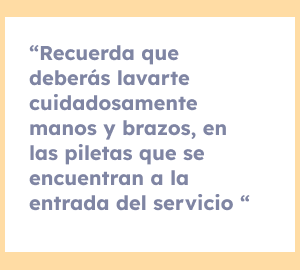 “Recuerda que
deberás lavarte
cuidadosamente
manos y brazos, en
las piletas que se
encuentran a la
entrada del servicio “